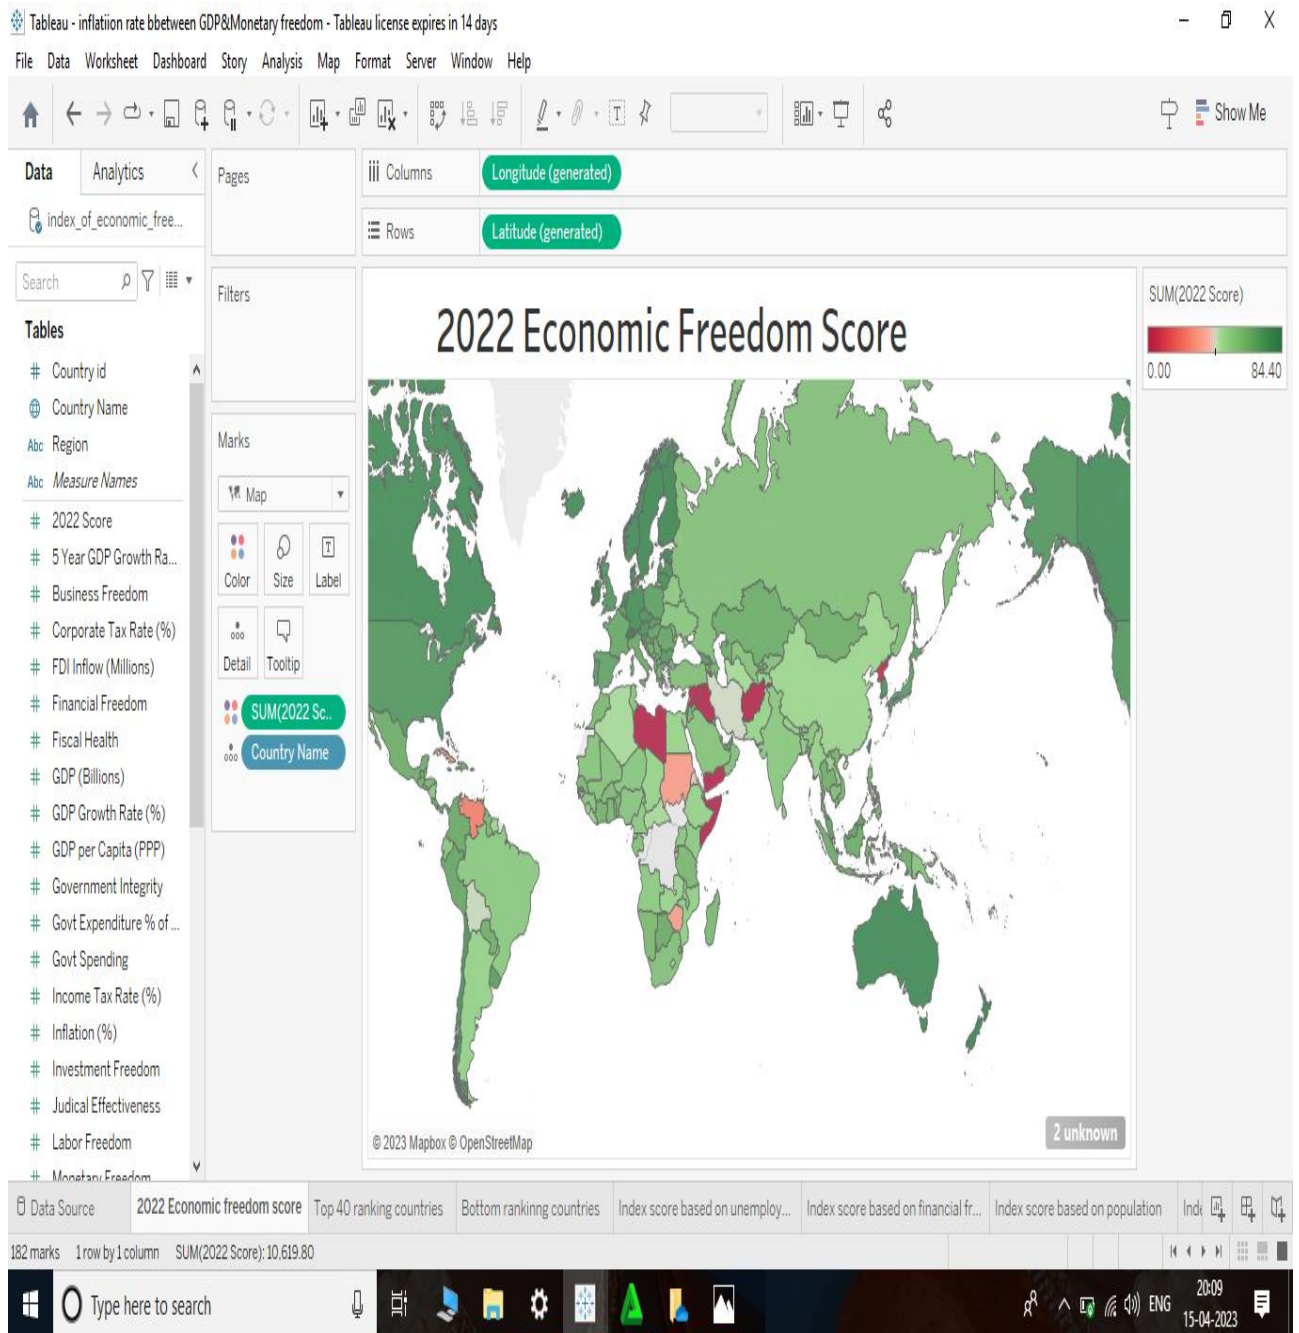 Tableau - inflatiion rate bbetween GDP&Monetary freedom - Tableau license expires in 14 days
File Data Worksheet Dashboard Story Analysis Map Format Server Window Help
Show Me
Data Analytics
index_of_economic_free...
Search
Tables
Country id
Country Name
Abc Region
Abc Measure Names
2022 Score
5 Year GDP Growth Ra...
Business Freedom
Corporate Tax Rate (%)
FDI Inflow (Millions)
Financial Freedom
Fiscal Health
GDP (Billions)
GDP Growth Rate (%)
GDP per Capita (PPP)
Government Integrity
Govt Expenditure % of ...
Govt Spending
Income Tax Rate (%)
Inflation (%)
Investment Freedom
Judical Effectiveness
Labor Freedom
Monetary Freedom
Pages
Filters
Marks
Map
Color Size Label
Detail Tooltip
SUM(2022 Sc..
Country Name
Columns Longitude (generated)
Rows Latitude (generated)
2022 Economic Freedom Score
© 2023 Mapbox © OpenStreetMap
2 unknown
SUM(2022 Score)
0.00 84.40
Data Source 2022 Economic freedom score Top 40 ranking countries Bottom rankinng countries Index score based on unemploy... Index score based on financial fr... Index score based on population Inde
182 marks 1 row by 1 column SUM(2022 Score): 10,619.80
Type here to search
ENG
20:09
15-04-2023